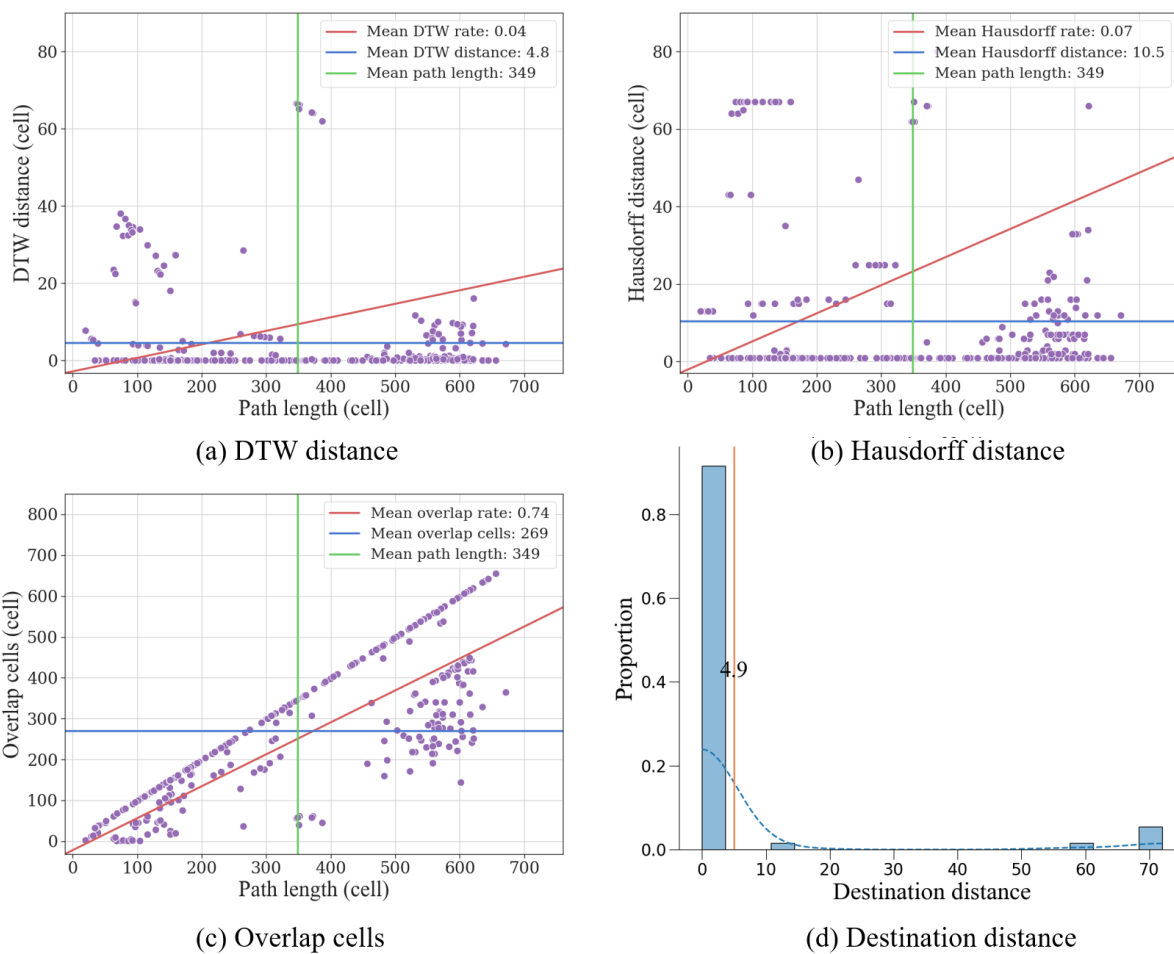 Mean DTW rate: 0.04
Mean DTW distance: 4.8
Mean path length: 349
80
60
40
20
0
DTW distance (cell)
0 100 200 300 400 500 600 700
Path length (cell)
(a) DTW distance
Mean Hausdorff rate: 0.07
Mean Hausdorff distance: 10.5
Mean path length: 349
80
60
40
20
0
Hausdorff distance (cell)
0 100 200 300 400 500 600 700
Path length (cell)
(b) Hausdorff distance
Mean overlap rate: 0.74
Mean overlap cells: 269
Mean path length: 349
800
700
600
500
400
300
200
100
0
Overlap cells (cell)
0 100 200 300 400 500 600 700
Path length (cell)
(c) Overlap cells
0.8
0.6
0.4
0.2
0.0
Proportion
4.9
0 10 20 30 40 50 60 70
Destination distance
(d) Destination distance